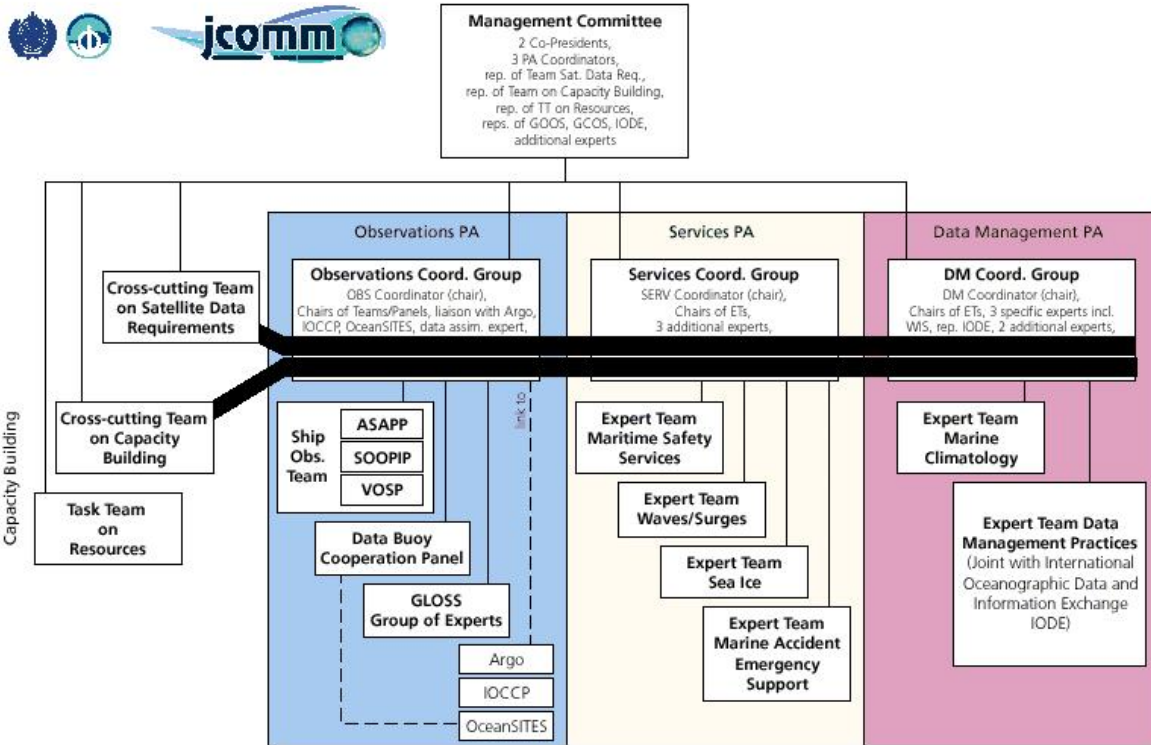 jcomm
Management Committee
2 Co-Presidents,
3 PA Coordinators,
rep. of Team Sat. Data Req.,
rep. of Team on Capacity Building,
rep. of TT on Resources,
reps. of GOOS, GCOS, IODE,
additional experts
Observations PA
Services PA
Data Management PA
Cross-cutting Team
on Satellite Data
Requirements
Observations Coord. Group
OBS Coordinator (chair),
Chairs of Teams/Panels, liaison with Argo,
IOCCP, OceanSITES, data assim. expert,
Services Coord. Group
SERV Coordinator (chair),
Chairs of ETs,
3 additional experts,
DM Coord. Group
DM Coordinator (chair),
Chairs of ETs, 3 specific experts incl.
WIS, rep. IODE, 2 additional experts,
Capacity Building
Cross-cutting Team
on Capacity
Building
Task Team
on
Resources
Ship
Obs.
Team
ASAPP
SOOPIP
VOSP
link to
Data Buoy
Cooperation Panel
GLOSS
Group of Experts
Argo
IOCCP
OceanSITES
Expert Team
Maritime Safety
Services
Expert Team
Waves/Surges
Expert Team
Sea Ice
Expert Team
Marine Accident
Emergency
Support
Expert Team
Marine
Climatology
Expert Team Data
Management Practices
(Joint with International
Oceanographic Data and
Information Exchange
IODE)